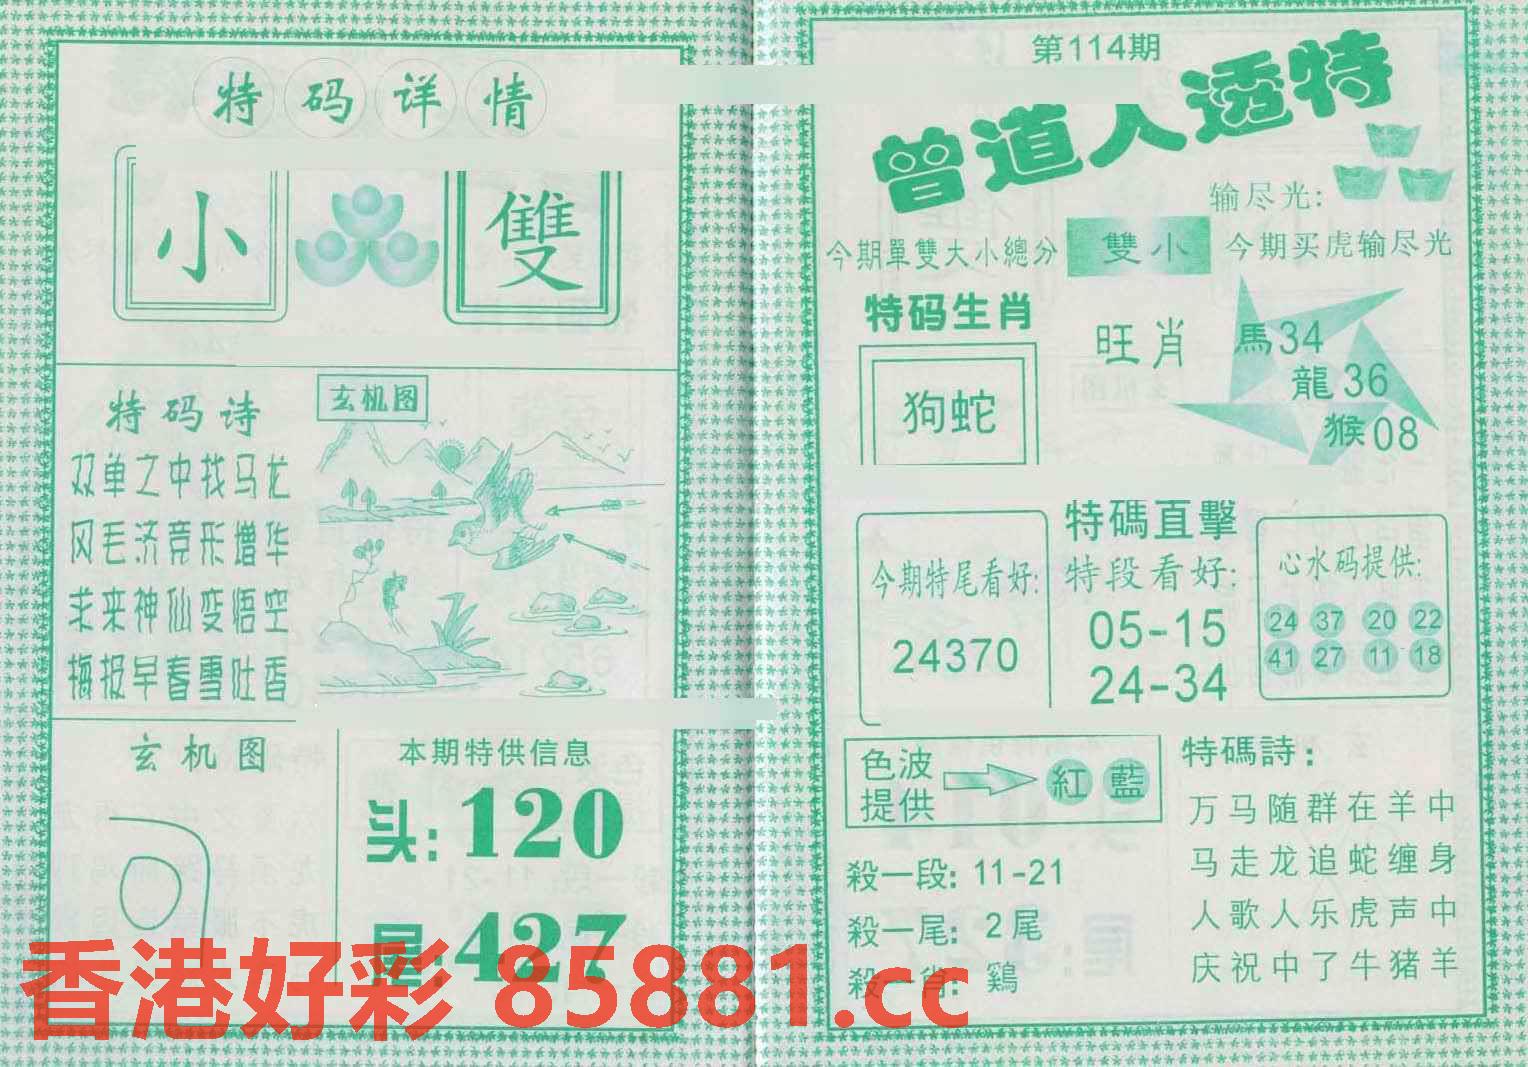 特码详情
小 雙
特码诗
双单之中找马龙
风毛济竞形增华
求来神仙变悟空
梅报早春雪吐香
玄机图
玄机图
本期特供信息
头:120
尾:427
第114期
曾道人透特
输尽光:
今期單雙大小總分 雙小 今期买虎输尽光
特码生肖
狗蛇
旺肖
馬34
龍36
猴08
今期特尾看好:
24370
特碼直擊
特段看好:
05-15
24-34
心水码提供:
24 37 20 22
41 27 11 18
色波
提供
紅 藍
殺一段: 11-21
殺一尾: 2尾
殺一肖: 鷄
特碼詩:
万马随群在羊中
马走龙追蛇缠身
人歌人乐虎声中
庆祝中了牛猪羊
香港好彩 85881.cc